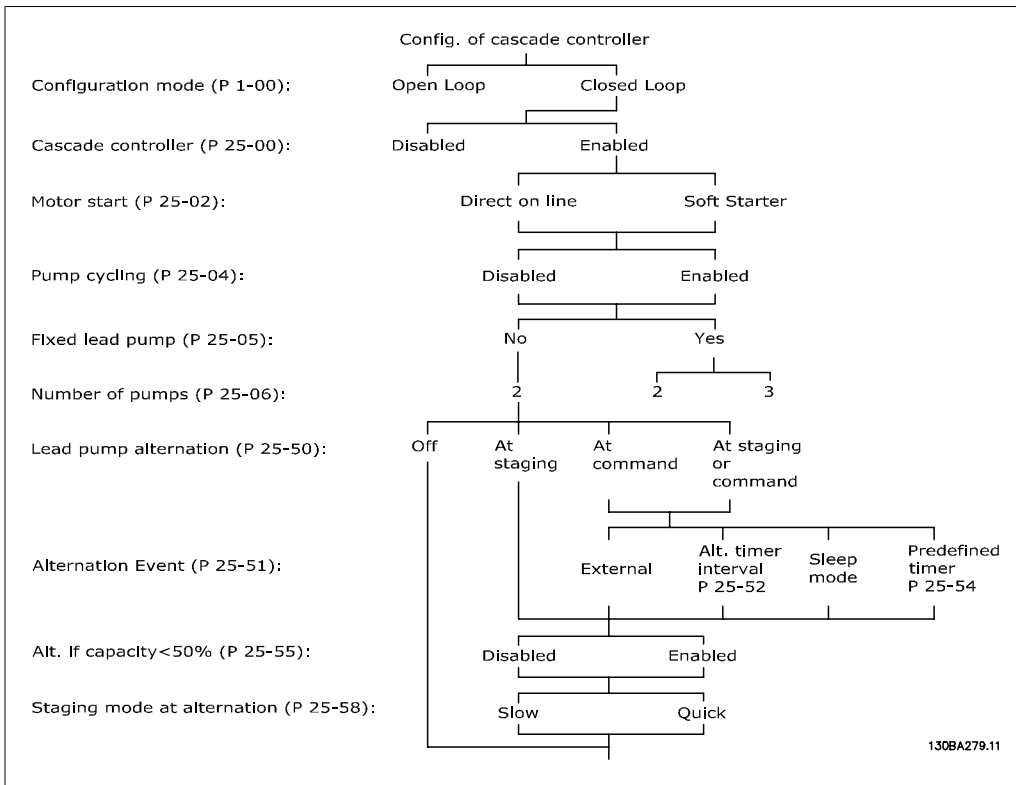 Config. of cascade controller
Configuration mode (P 1-00): Open Loop Closed Loop
Cascade controller (P 25-00): Disabled Enabled
Motor start (P 25-02): Direct on line Soft Starter
Pump cycling (P 25-04): Disabled Enabled
Fixed lead pump (P 25-05): No Yes
Number of pumps (P 25-06): 2 2 3
Lead pump alternation (P 25-50): Off At staging At command At staging or command
Alternation Event (P 25-51): External Alt. timer interval P 25-52 Sleep mode Predefined timer P 25-54
Alt. if capacity<50% (P 25-55): Disabled Enabled
Staging mode at alternation (P 25-58): Slow Quick
130BA279.11